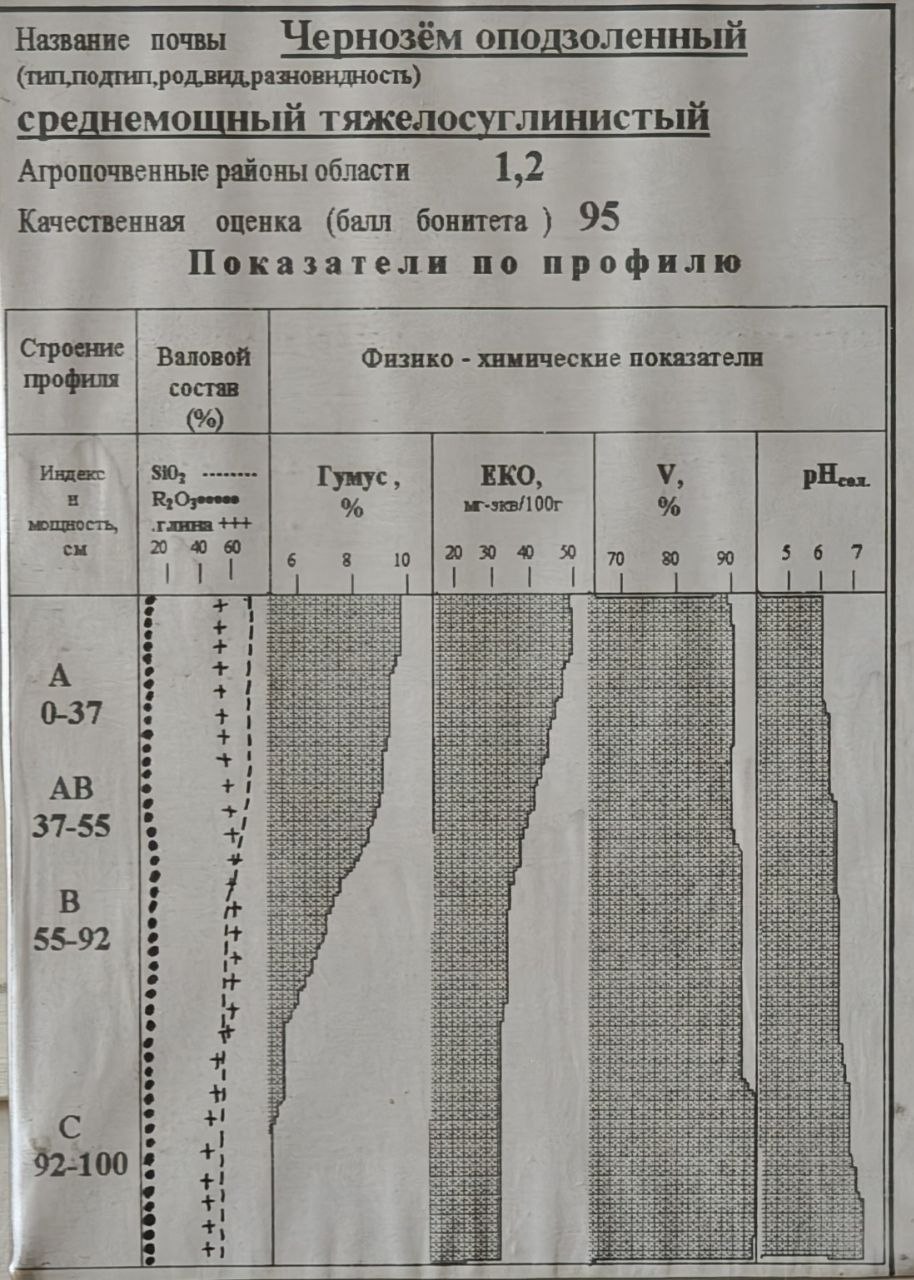 Название почвы Чернозём оподзоленный
(тип,подтип,род,вид,разновидность)
среднемощный тяжелосуглинистый
Агропочвенные районы области 1,2
Качественная оценка (балл бонитета ) 95
Показатели по профилю
Строение профиля
Валовой состав (%)
Физико - химические показатели
Индекс и мощность, см
SiO₂ --------
R₂O₃●●●●●
.глина +++
20 40 60
Гумус , %
6 8 10
ЕКО, мг-экв/100г
20 30 40 50
V, %
70 80 90
pHсол.
5 6 7
А
0-37
АВ
37-55
В
55-92
С
92-100